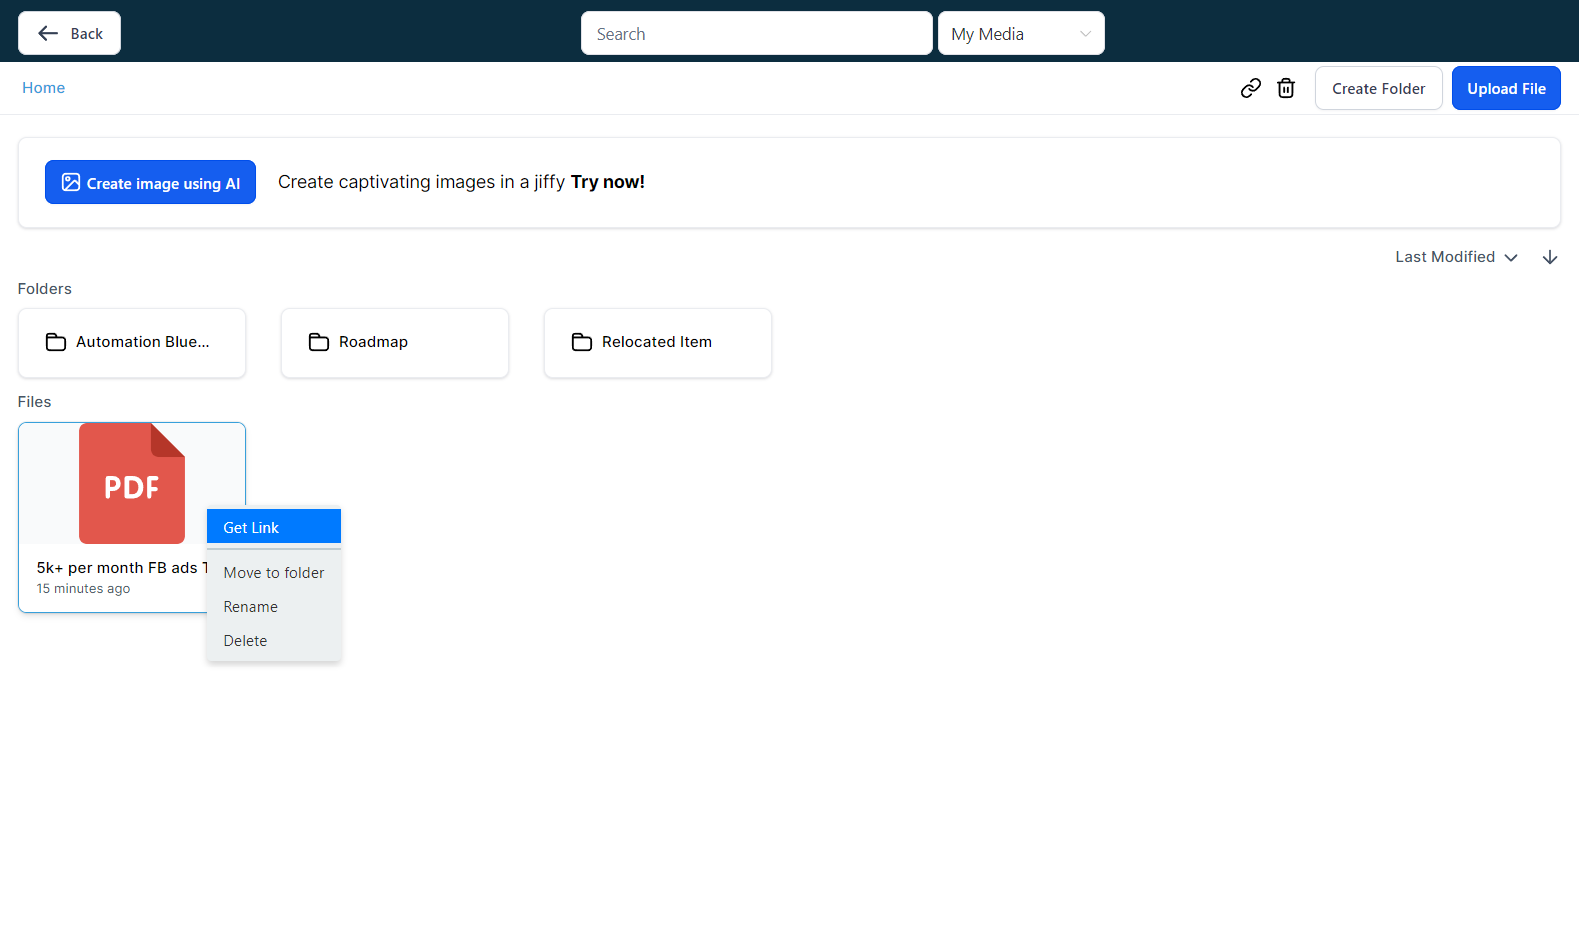 Back
Search
My Media
Home
Create Folder
Upload File
Create image using AI
Create captivating images in a jiffy Try now!
Last Modified
Folders
Automation Blue...
Roadmap
Relocated Item
Files
PDF
5k+ per month FB ads
15 minutes ago
Get Link
Move to folder
Rename
Delete